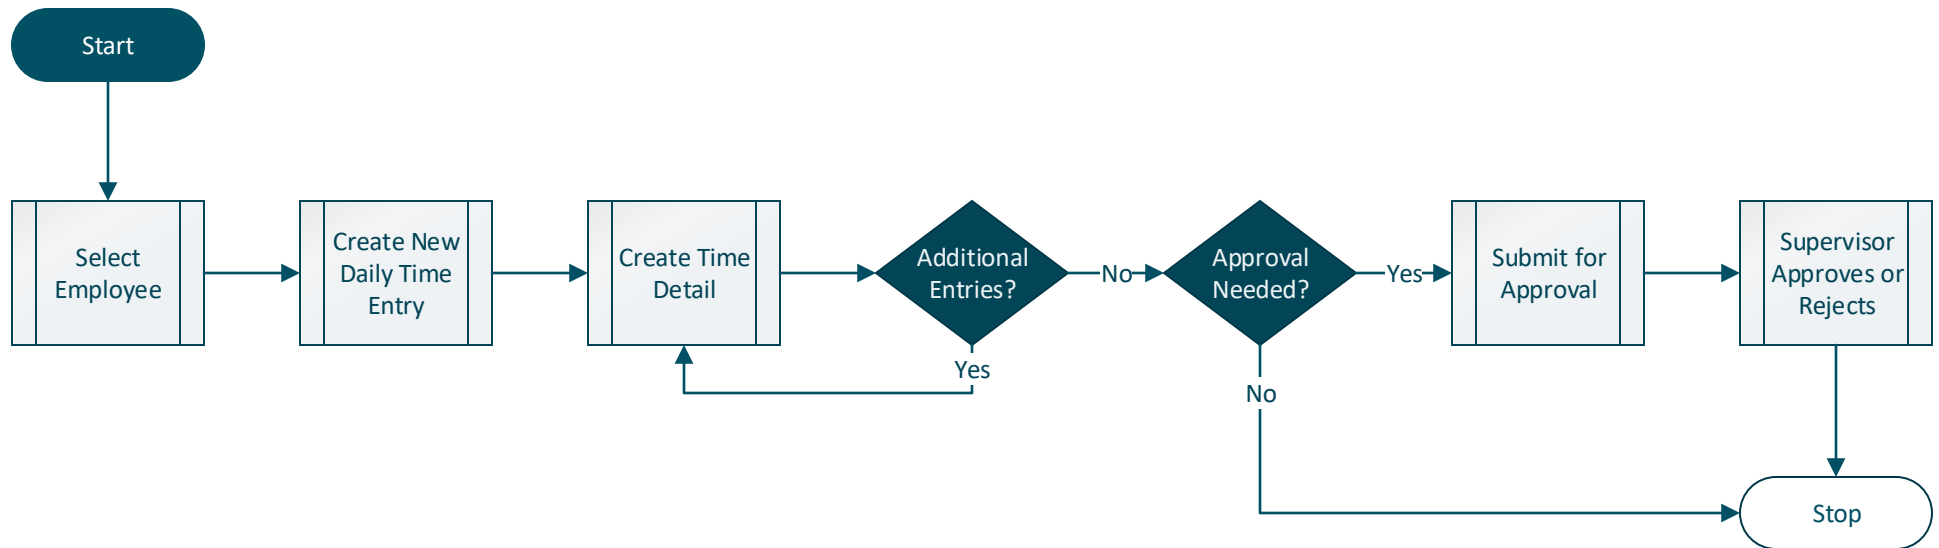 Start
Select
Employee
Create New
Daily Time
Entry
Create Time
Detail
Additional
Entries?
No
Yes
Approval
Needed?
Yes
No
Submit for
Approval
Supervisor
Approves or
Rejects
Stop